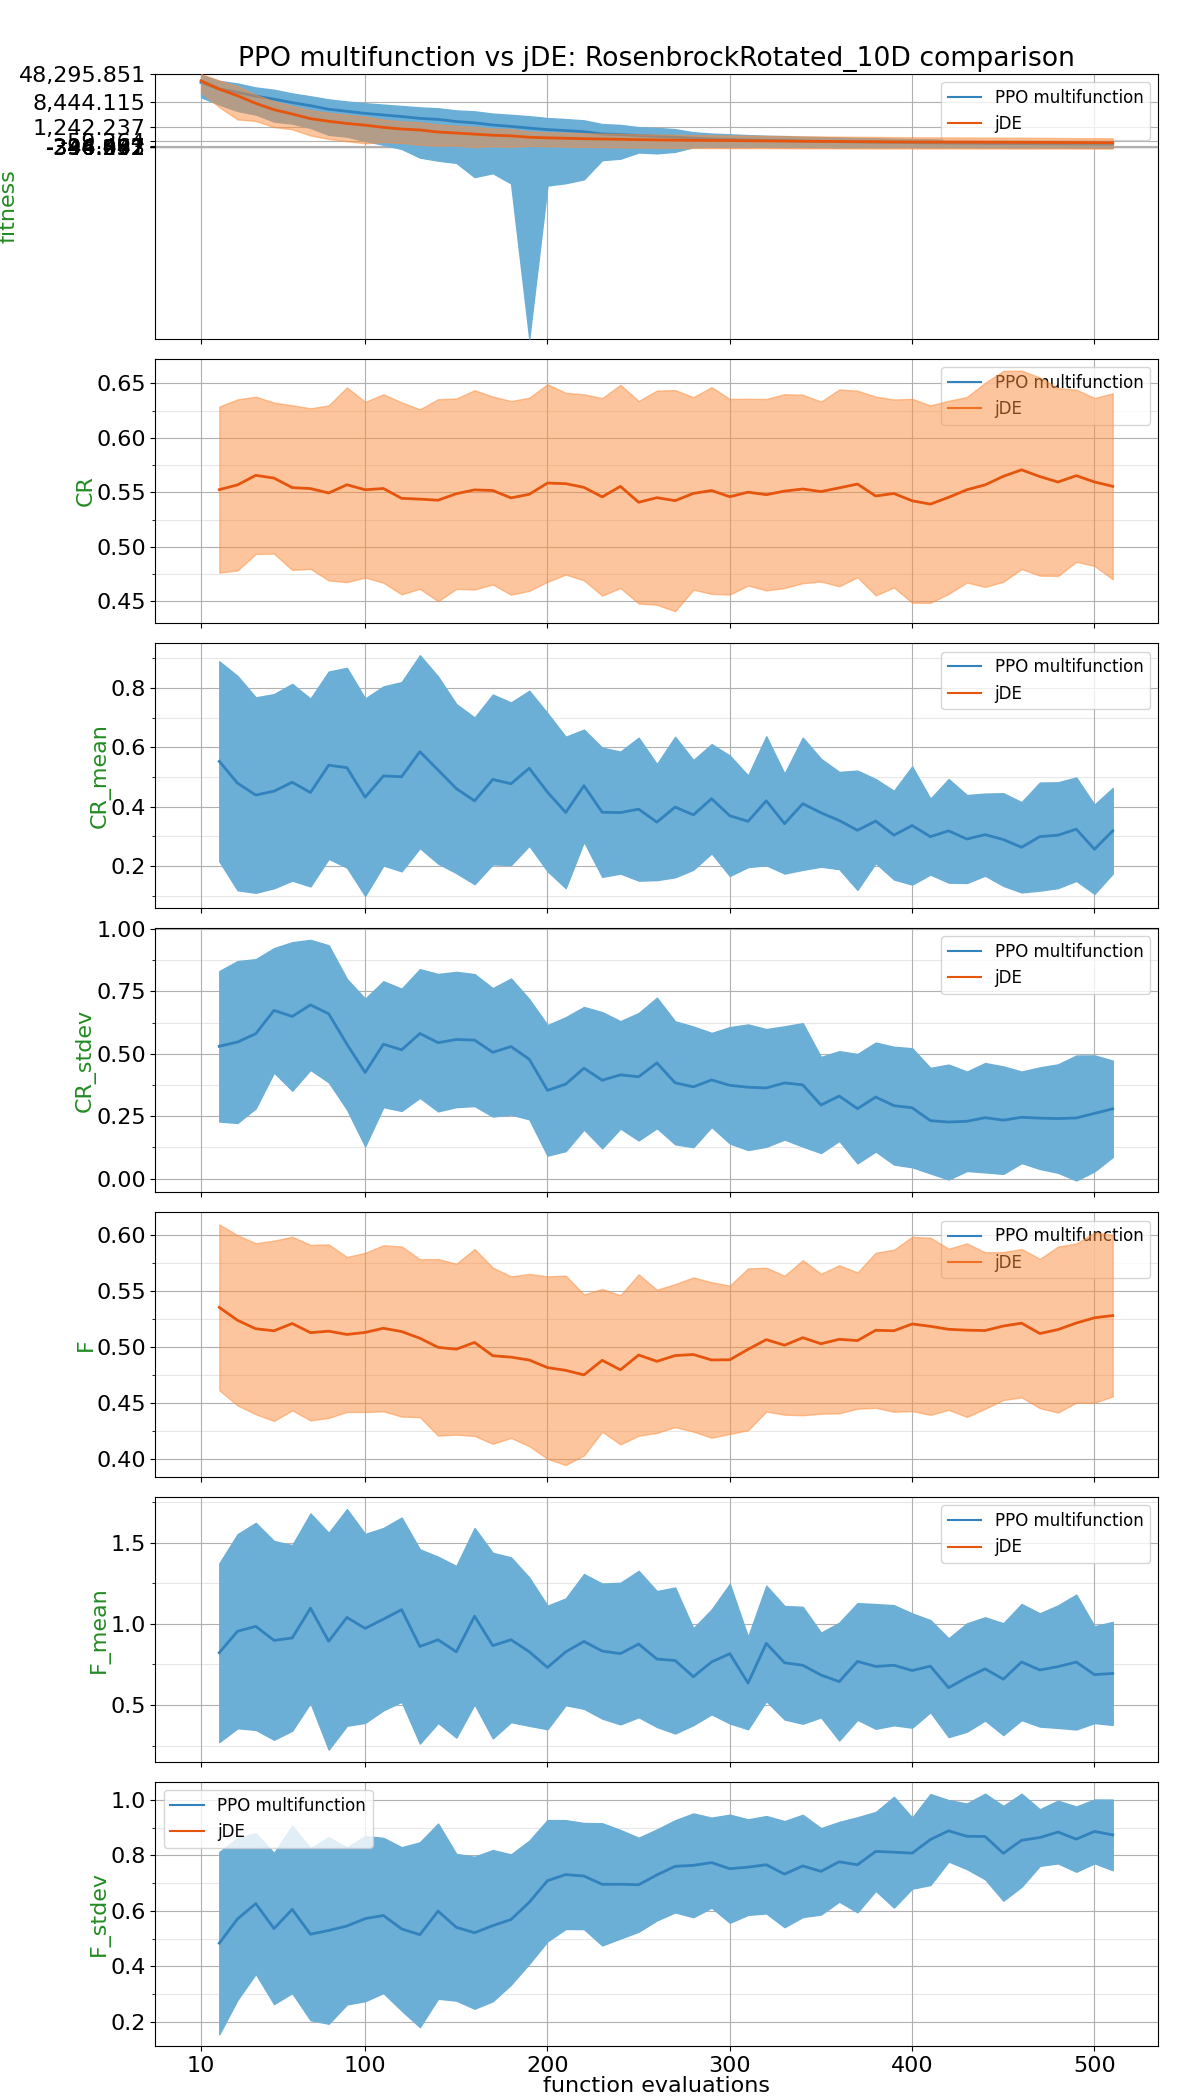 PPO multifunction vs jDE: RosenbrockRotated_10D comparison
48,295.851
8,444.115
1,242.237
fitness
PPO multifunction
jDE
0.65
0.60
0.55
0.50
0.45
CR
PPO multifunction
jDE
0.8
0.6
0.4
0.2
CR_mean
PPO multifunction
jDE
1.00
0.75
0.50
0.25
0.00
CR_stdev
PPO multifunction
jDE
0.60
0.55
0.50
0.45
0.40
F
PPO multifunction
jDE
1.5
1.0
0.5
F_mean
PPO multifunction
jDE
1.0
0.8
0.6
0.4
0.2
F_stdev
PPO multifunction
jDE
10 100 200 300 400 500
function evaluations